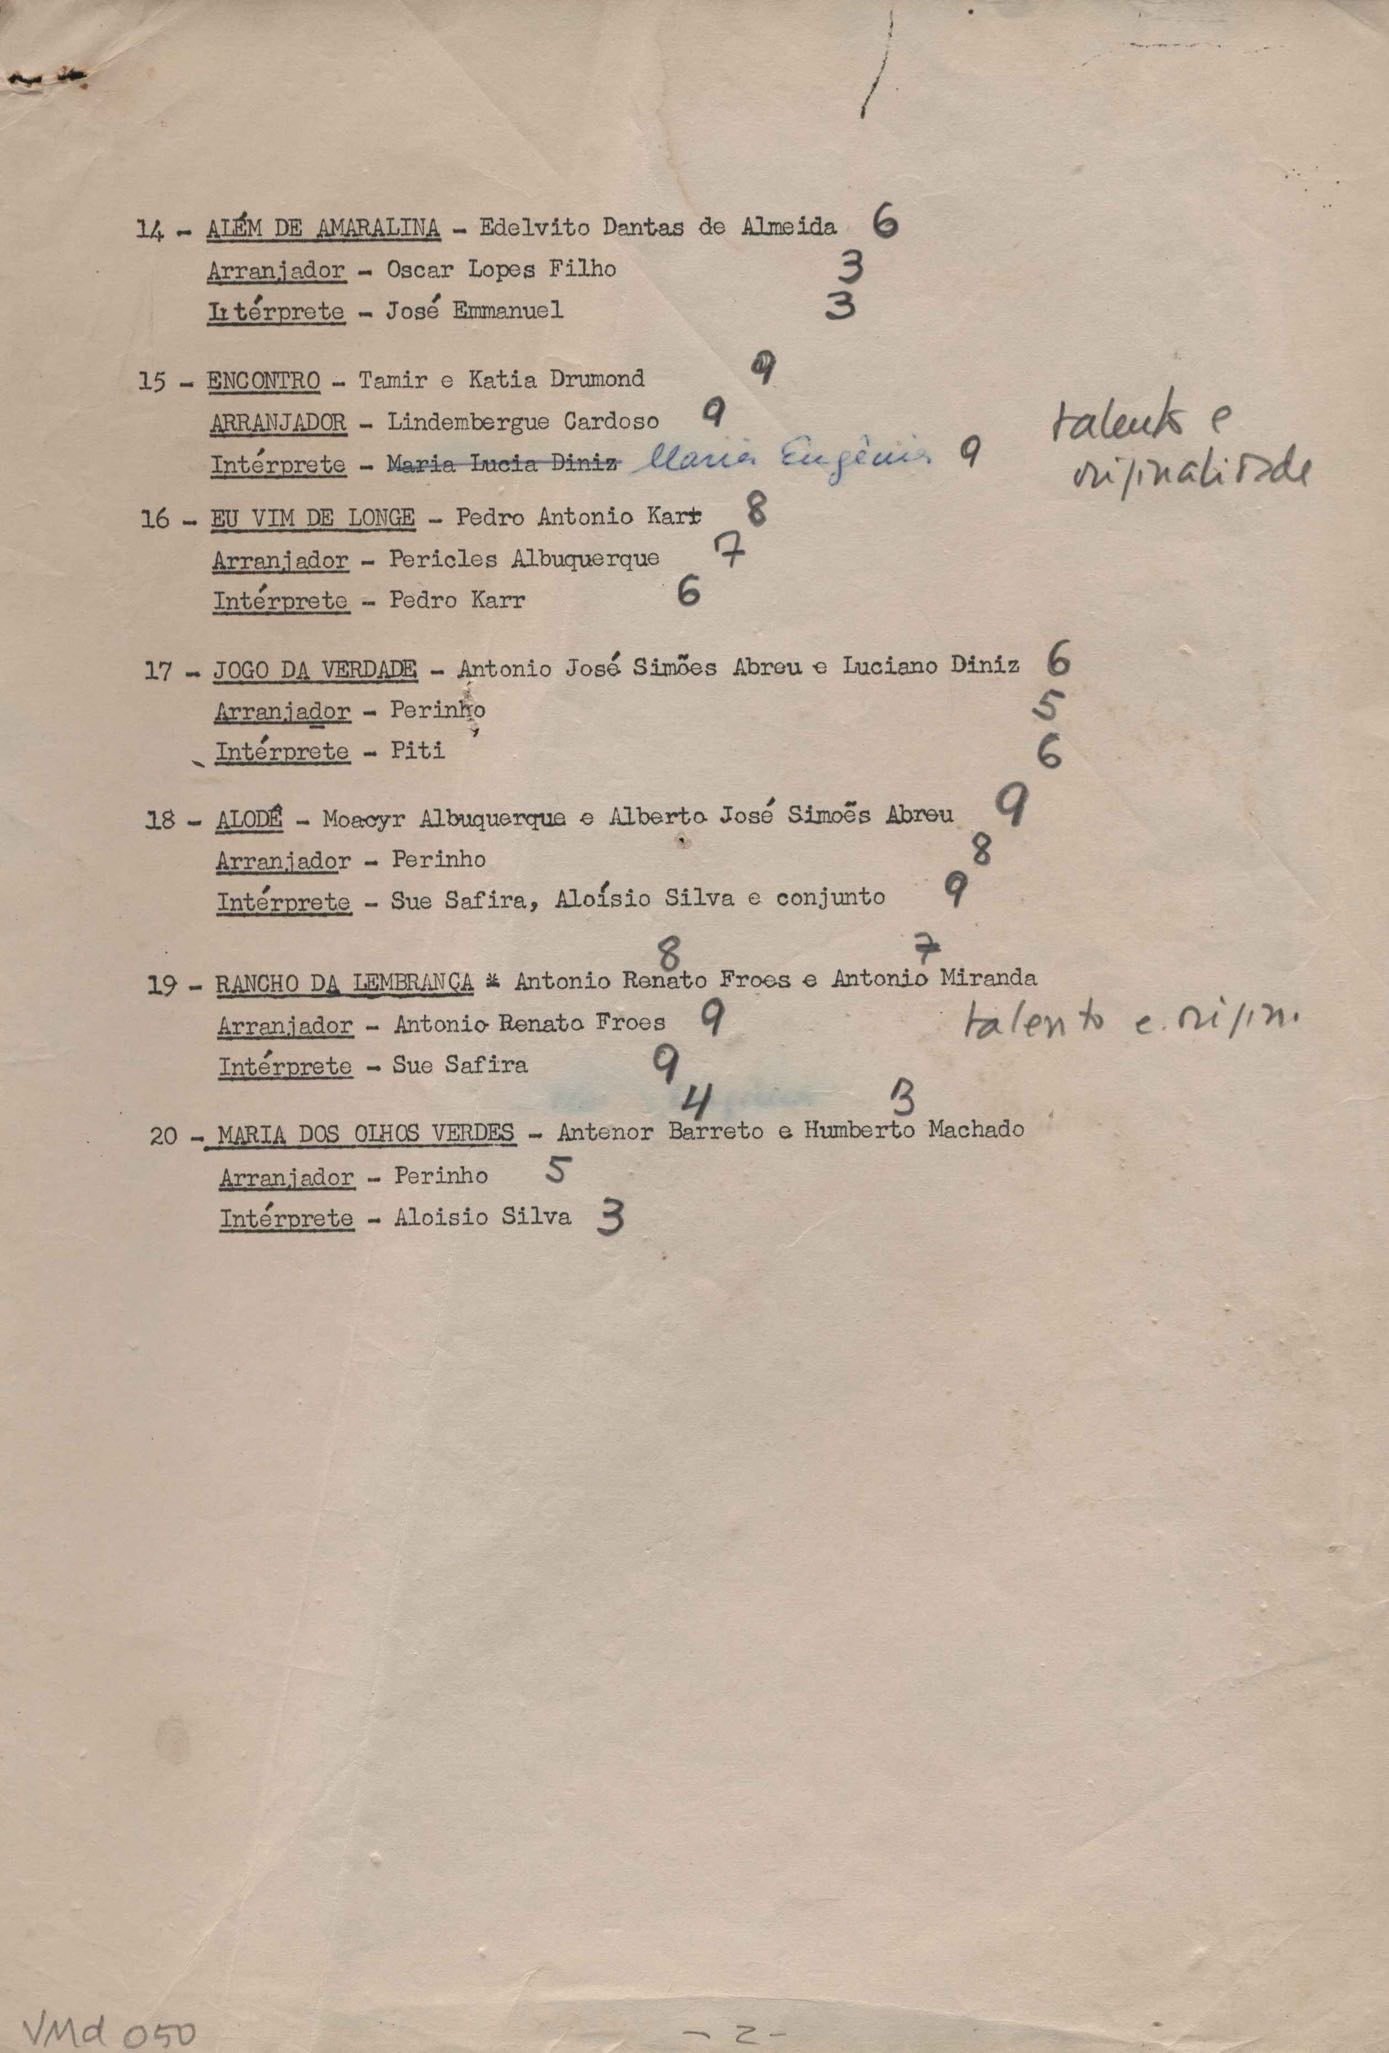 14 - ALÉM DE AMARALINA - Edelvito Dantas de Almeida 6
Arranjador - Oscar Lopes Filho 3
Intérprete - José Emmanuel 3
15 - ENCONTRO - Tamir e Katia Drumond 9
ARRANJADOR - Lindembergue Cardoso 9
Intérprete - Maria Lucia Diniz Maria Eugênia 9
talento e
originalidade
16 - EU VIM DE LONGE - Pedro Antonio Karr 8
Arranjador - Pericles Albuquerque 7
Intérprete - Pedro Karr 6
17 - JOGO DA VERDADE - Antonio José Simões Abreu e Luciano Diniz 6
Arranjador - Perinho 5
Intérprete - Piti 6
18 - ALODÊ - Moacyr Albuquerque e Alberto José Simoẽs Abreu 9
Arranjador - Perinho 8
Intérprete - Sue Safira, Aloísio Silva e conjunto 9
8 7
19 - RANCHO DA LEMBRANÇA * Antonio Renato Froes e Antonio Miranda
Arranjador - Antonio Renato Froes 9 talento e origin.
Intérprete - Sue Safira 9
4 3
20 - MARIA DOS OLHOS VERDES - Antenor Barreto e Humberto Machado
Arranjador - Perinho 5
Intérprete - Aloisio Silva 3
VMd 050
- 2 -